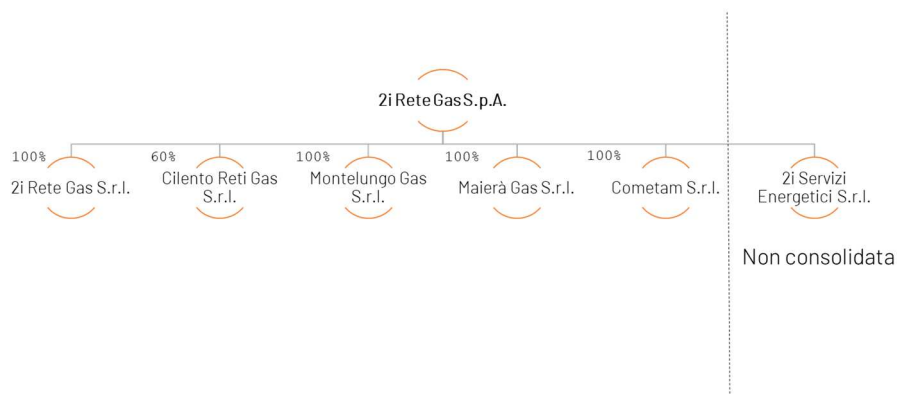 2i Rete Gas S.p.A.
100%
60%
100%
100%
100%
2i Rete Gas S.r.l.
Cilento Reti Gas
S.r.l.
Montelungo Gas
S.r.l.
Maierà Gas S.r.l.
Cometam S.r.l.
2i Servizi
Energetici S.r.l.
Non consolidata